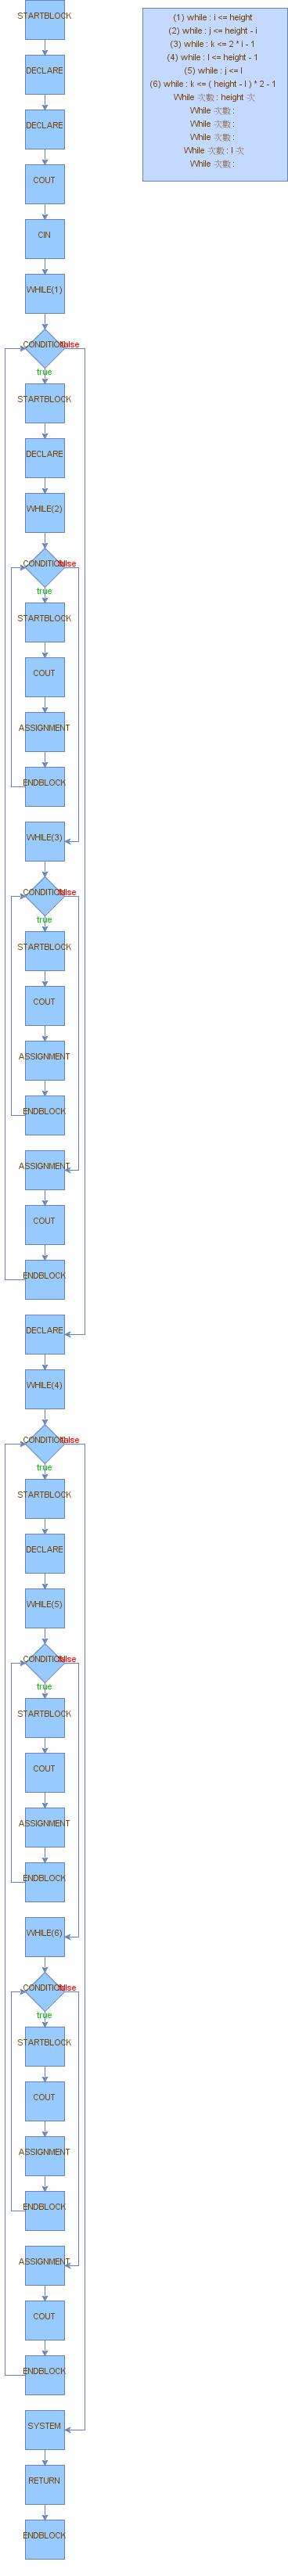 STARTBLOCK
DECLARE
DECLARE
COUT
CIN
WHILE(1)
CONDITION false
true
STARTBLOCK
DECLARE
WHILE(2)
CONDITION false
true
STARTBLOCK
COUT
ASSIGNMENT
ENDBLOCK
WHILE(3)
CONDITION false
true
STARTBLOCK
COUT
ASSIGNMENT
ENDBLOCK
ASSIGNMENT
COUT
ENDBLOCK
DECLARE
WHILE(4)
CONDITION false
true
STARTBLOCK
DECLARE
WHILE(5)
CONDITION false
true
STARTBLOCK
COUT
ASSIGNMENT
ENDBLOCK
WHILE(6)
CONDITION false
true
STARTBLOCK
COUT
ASSIGNMENT
ENDBLOCK
ASSIGNMENT
COUT
ENDBLOCK
SYSTEM
RETURN
ENDBLOCK
(1) while : i <= height
(2) while : j <= height - i
(3) while : k <= 2 * i - 1
(4) while : l <= height - 1
(5) while : j <= l
(6) while : k <= ( height - l ) * 2 - 1
While 次數 : height 次
While 次數 :
While 次數 :
While 次數 :
While 次數 : l 次
While 次數 :